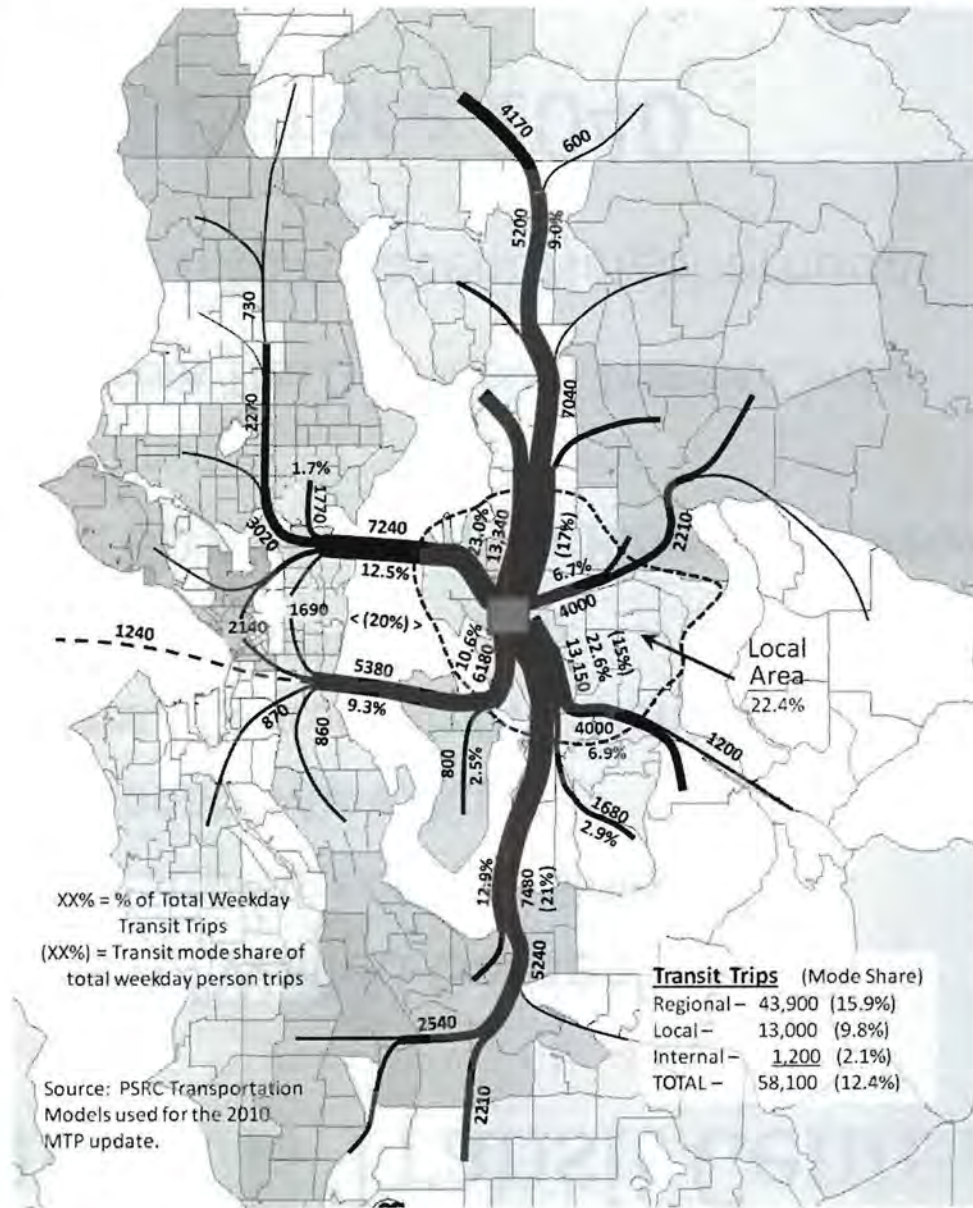 4170
600
5200
9.0%
730
7040
2270
1.7%
1770
3020
7240
12.5%
23.0%
13,340
(17%)
6.7%
4000
2210
1690
2140
< (20%) >
1240
10.6%
6180
(15%)
22.6%
13,150
Local
Area
22.4%
5380
9.3%
870
860
800
2.5%
4000
6.9%
1200
1680
2.9%
12.9%
7480
(21%)
5240
2540
2210
XX% = % of Total Weekday
Transit Trips
(XX%) = Transit mode share of
total weekday person trips
Source: PSRC Transportation
Models used for the 2010
MTP update.
Transit Trips (Mode Share)
Regional – 43,900 (15.9%)
Local – 13,000 (9.8%)
Internal – 1,200 (2.1%)
TOTAL – 58,100 (12.4%)